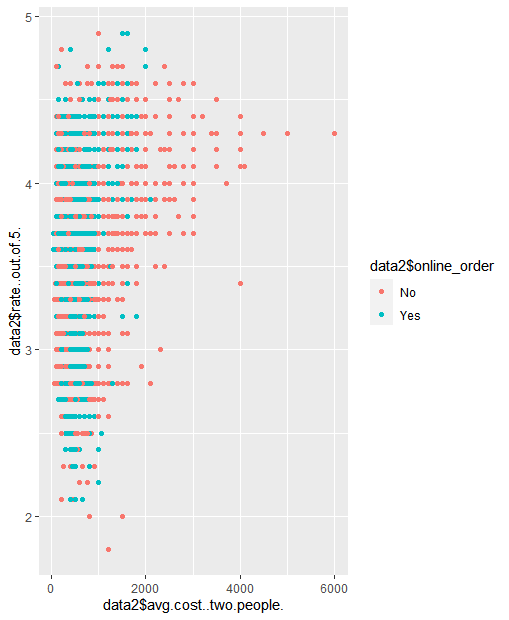 5
4
3
2
data2$rate..out.of.5.
0
2000
4000
6000
data2$avg.cost..two.people.
data2$online_order
No
Yes